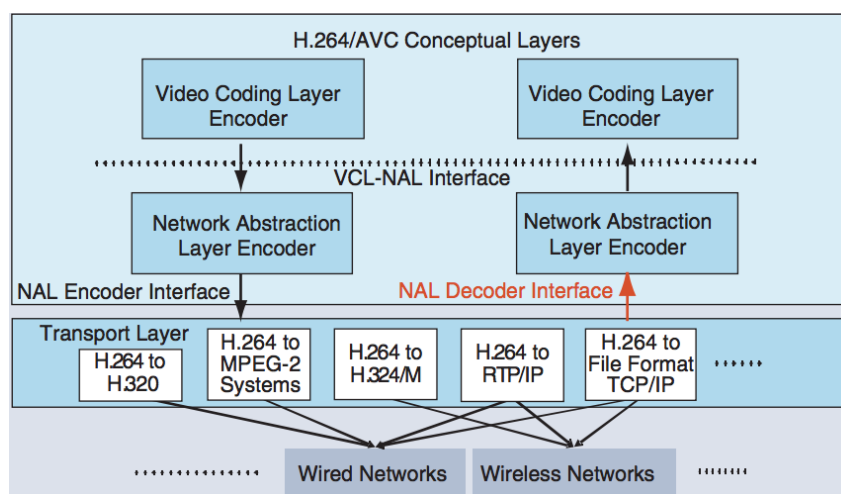 H.264/AVC Conceptual Layers
Video Coding Layer
Encoder
Video Coding Layer
Encoder
VCL-NAL Interface
Network Abstraction
Layer Encoder
Network Abstraction
Layer Encoder
NAL Encoder Interface
NAL Decoder Interface
Transport Layer
H.264 to
H.320
H.264 to
MPEG-2
Systems
H.264 to
H.324/M
H.264 to
RTP/IP
H.264 to
File Format
TCP/IP
Wired Networks
Wireless Networks